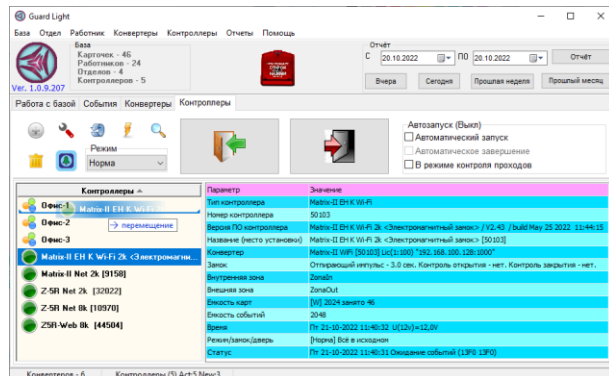 Guard Light
База Отдел Работник Конвертеры Контроллеры Отчеты Помощь
База
Карточек - 46
Работников - 24
Отделов - 4
Контроллеров - 5
Ver. 1.0.9.207
Отчёт
С 20.10.2022 ПО 20.10.2022 Отчёт
Вчера Сегодня Прошлая неделя Прошлый месяц
Работа с базой События Конвертеры Контроллеры
Режим
Норма
Автозапуск (Выкл)
Автоматический запуск
Автоматическое завершение
В режиме контроля проходов
Контроллеры
Офис-1 Matrix-II EH K Wi-Fi
Офис-2
перемещение
Офис-3
Matrix-II EH K Wi-Fi 2k <Электромагни...
Matrix-II Net 2k [9158]
Z-5R Net 2k [32022]
Z-5R Net 8k [10970]
Z5R-Web 8k [44504]
Параметр Значение
Тип контроллера Matrix-II EH K Wi-Fi
Номер контроллера 50103
Версия ПО контроллера Matrix-II EH K Wi-Fi 2k <Электромагнитный замок> / V2.43 / build May 25 2022 11:44:15
Название (место установки) Matrix-II EH K Wi-Fi 2k <Электромагнитный замок> [50103]
Конвертер Matrix-II WiFi [50103] Lic(1:100) "192.168.100.128:1000"
Замок Отпирающий импульс - 3.0 сек. Контроль открытия - нет. Контроль закрытия - нет.
Внутренняя зона ZonaIn
Внешняя зона ZonaOut
Емкость карт [W] 2024 занято 46
Емкость событий 2048
Время Пт 21-10-2022 11:40:32 U(12v)=12,0V
Режим/замок/дверь [Норма] Всё в исходном
Статус Пт 21-10-2022 11:40:31 Ожидание событий (13F0 13F0)
Конвертеров - 6 Контроллеры (5) Act:5 New:3